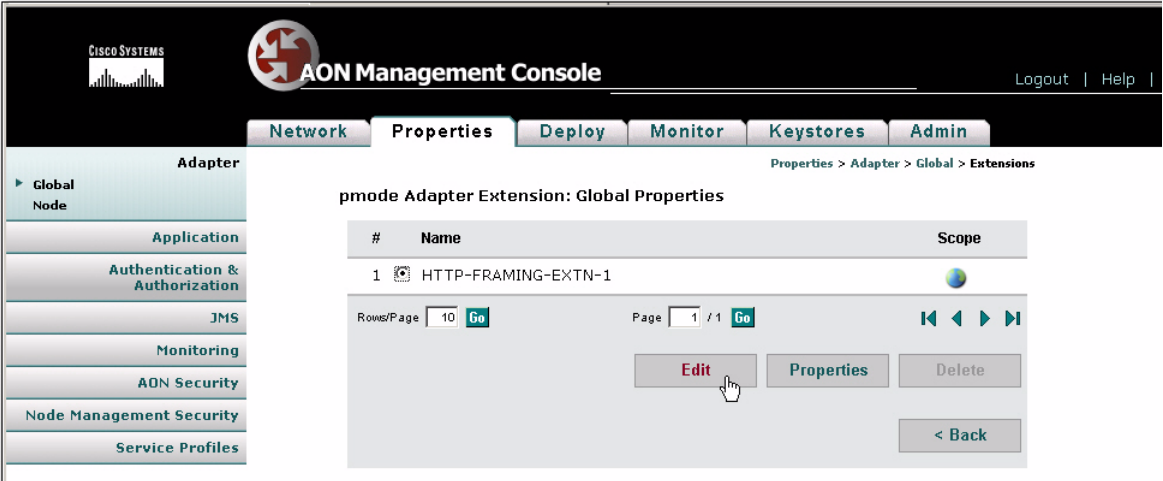 CISCO SYSTEMS
AON Management Console
Logout | Help |
Network Properties Deploy Monitor Keystores Admin
Adapter
Properties > Adapter > Global > Extensions
Global
Node
pmode Adapter Extension: Global Properties
Application
# Name Scope
Authentication &
Authorization
1 HTTP-FRAMING-EXTN-1
JMS
Rows/Page 10 Go Page 1 / 1 Go
Monitoring
Edit Properties Delete
AON Security
Node Management Security
Service Profiles
< Back